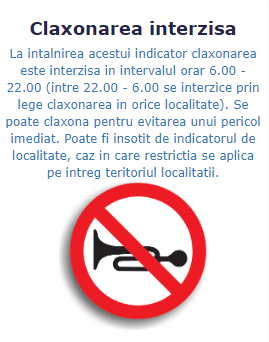 Claxonarea interzisa
La intalnirea acestui indicator claxonarea
este interzisa in intervalul orar 6.00 -
22.00 (intre 22.00 - 6.00 se interzice prin
lege claxonarea in orice localitate). Se
poate claxona pentru evitarea unui pericol
imediat. Poate fi insotit de indicatorul de
localitate, caz in care restrictia se aplica
pe intreg teritoriul localitatii.